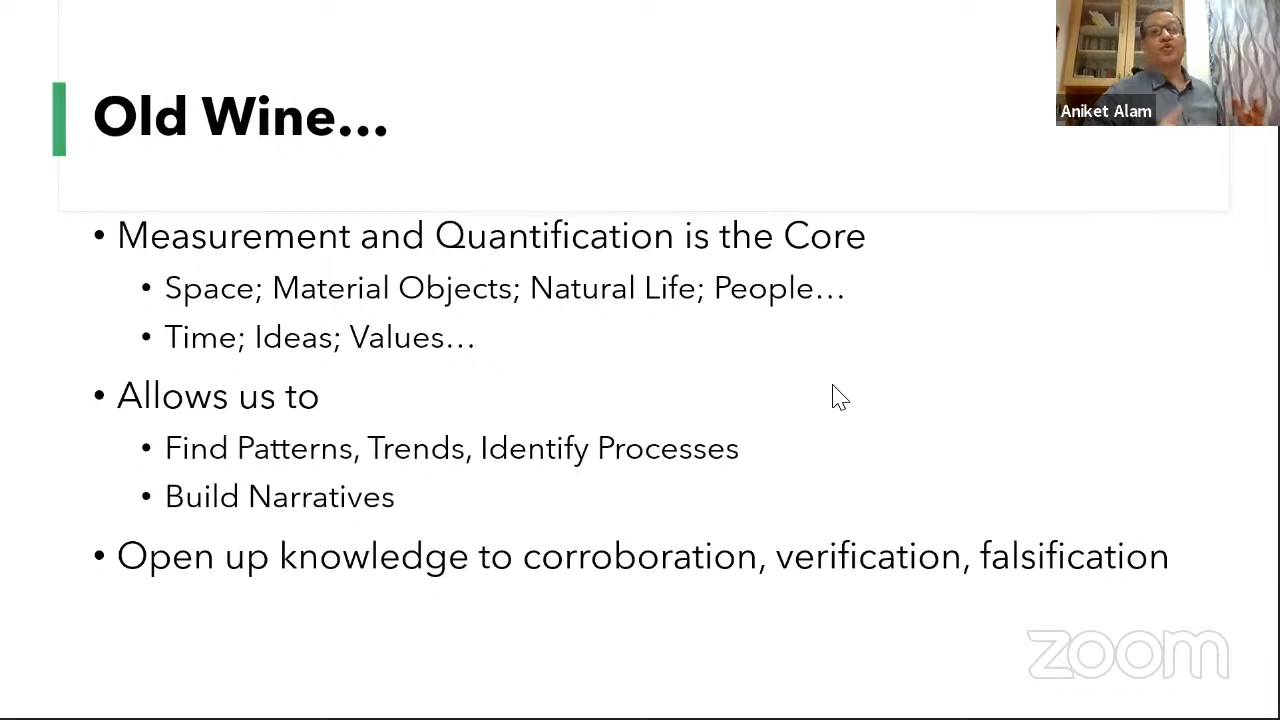 Old Wine…
Aniket Alam
• Measurement and Quantification is the Core
• Space; Material Objects; Natural Life; People…
• Time; Ideas; Values…
• Allows us to
• Find Patterns, Trends, Identify Processes
• Build Narratives
• Open up knowledge to corroboration, verification, falsification
zoom